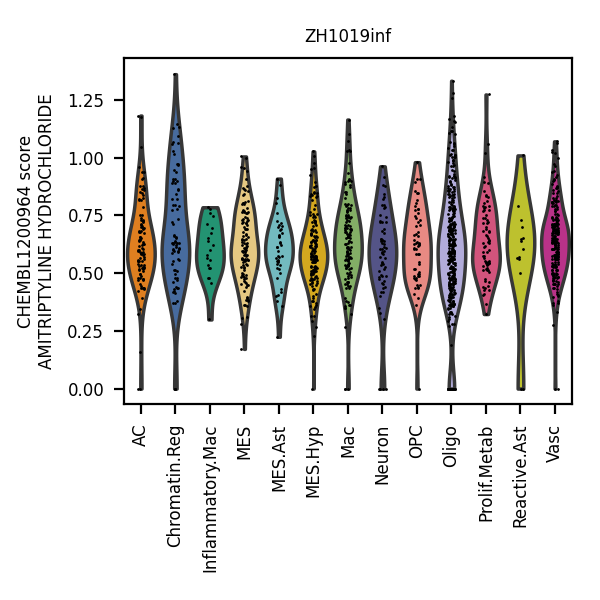 ZH1019inf
CHEMBL1200964 score
AMITRIPTYLINE HYDROCHLORIDE
1.25
1.00
0.75
0.50
0.25
0.00
AC
Chromatin.Reg
Inflammatory.Mac
MES
MES.Ast
MES.Hyp
Mac
Neuron
OPC
Oligo
Prolif.Metab
Reactive.Ast
Vasc